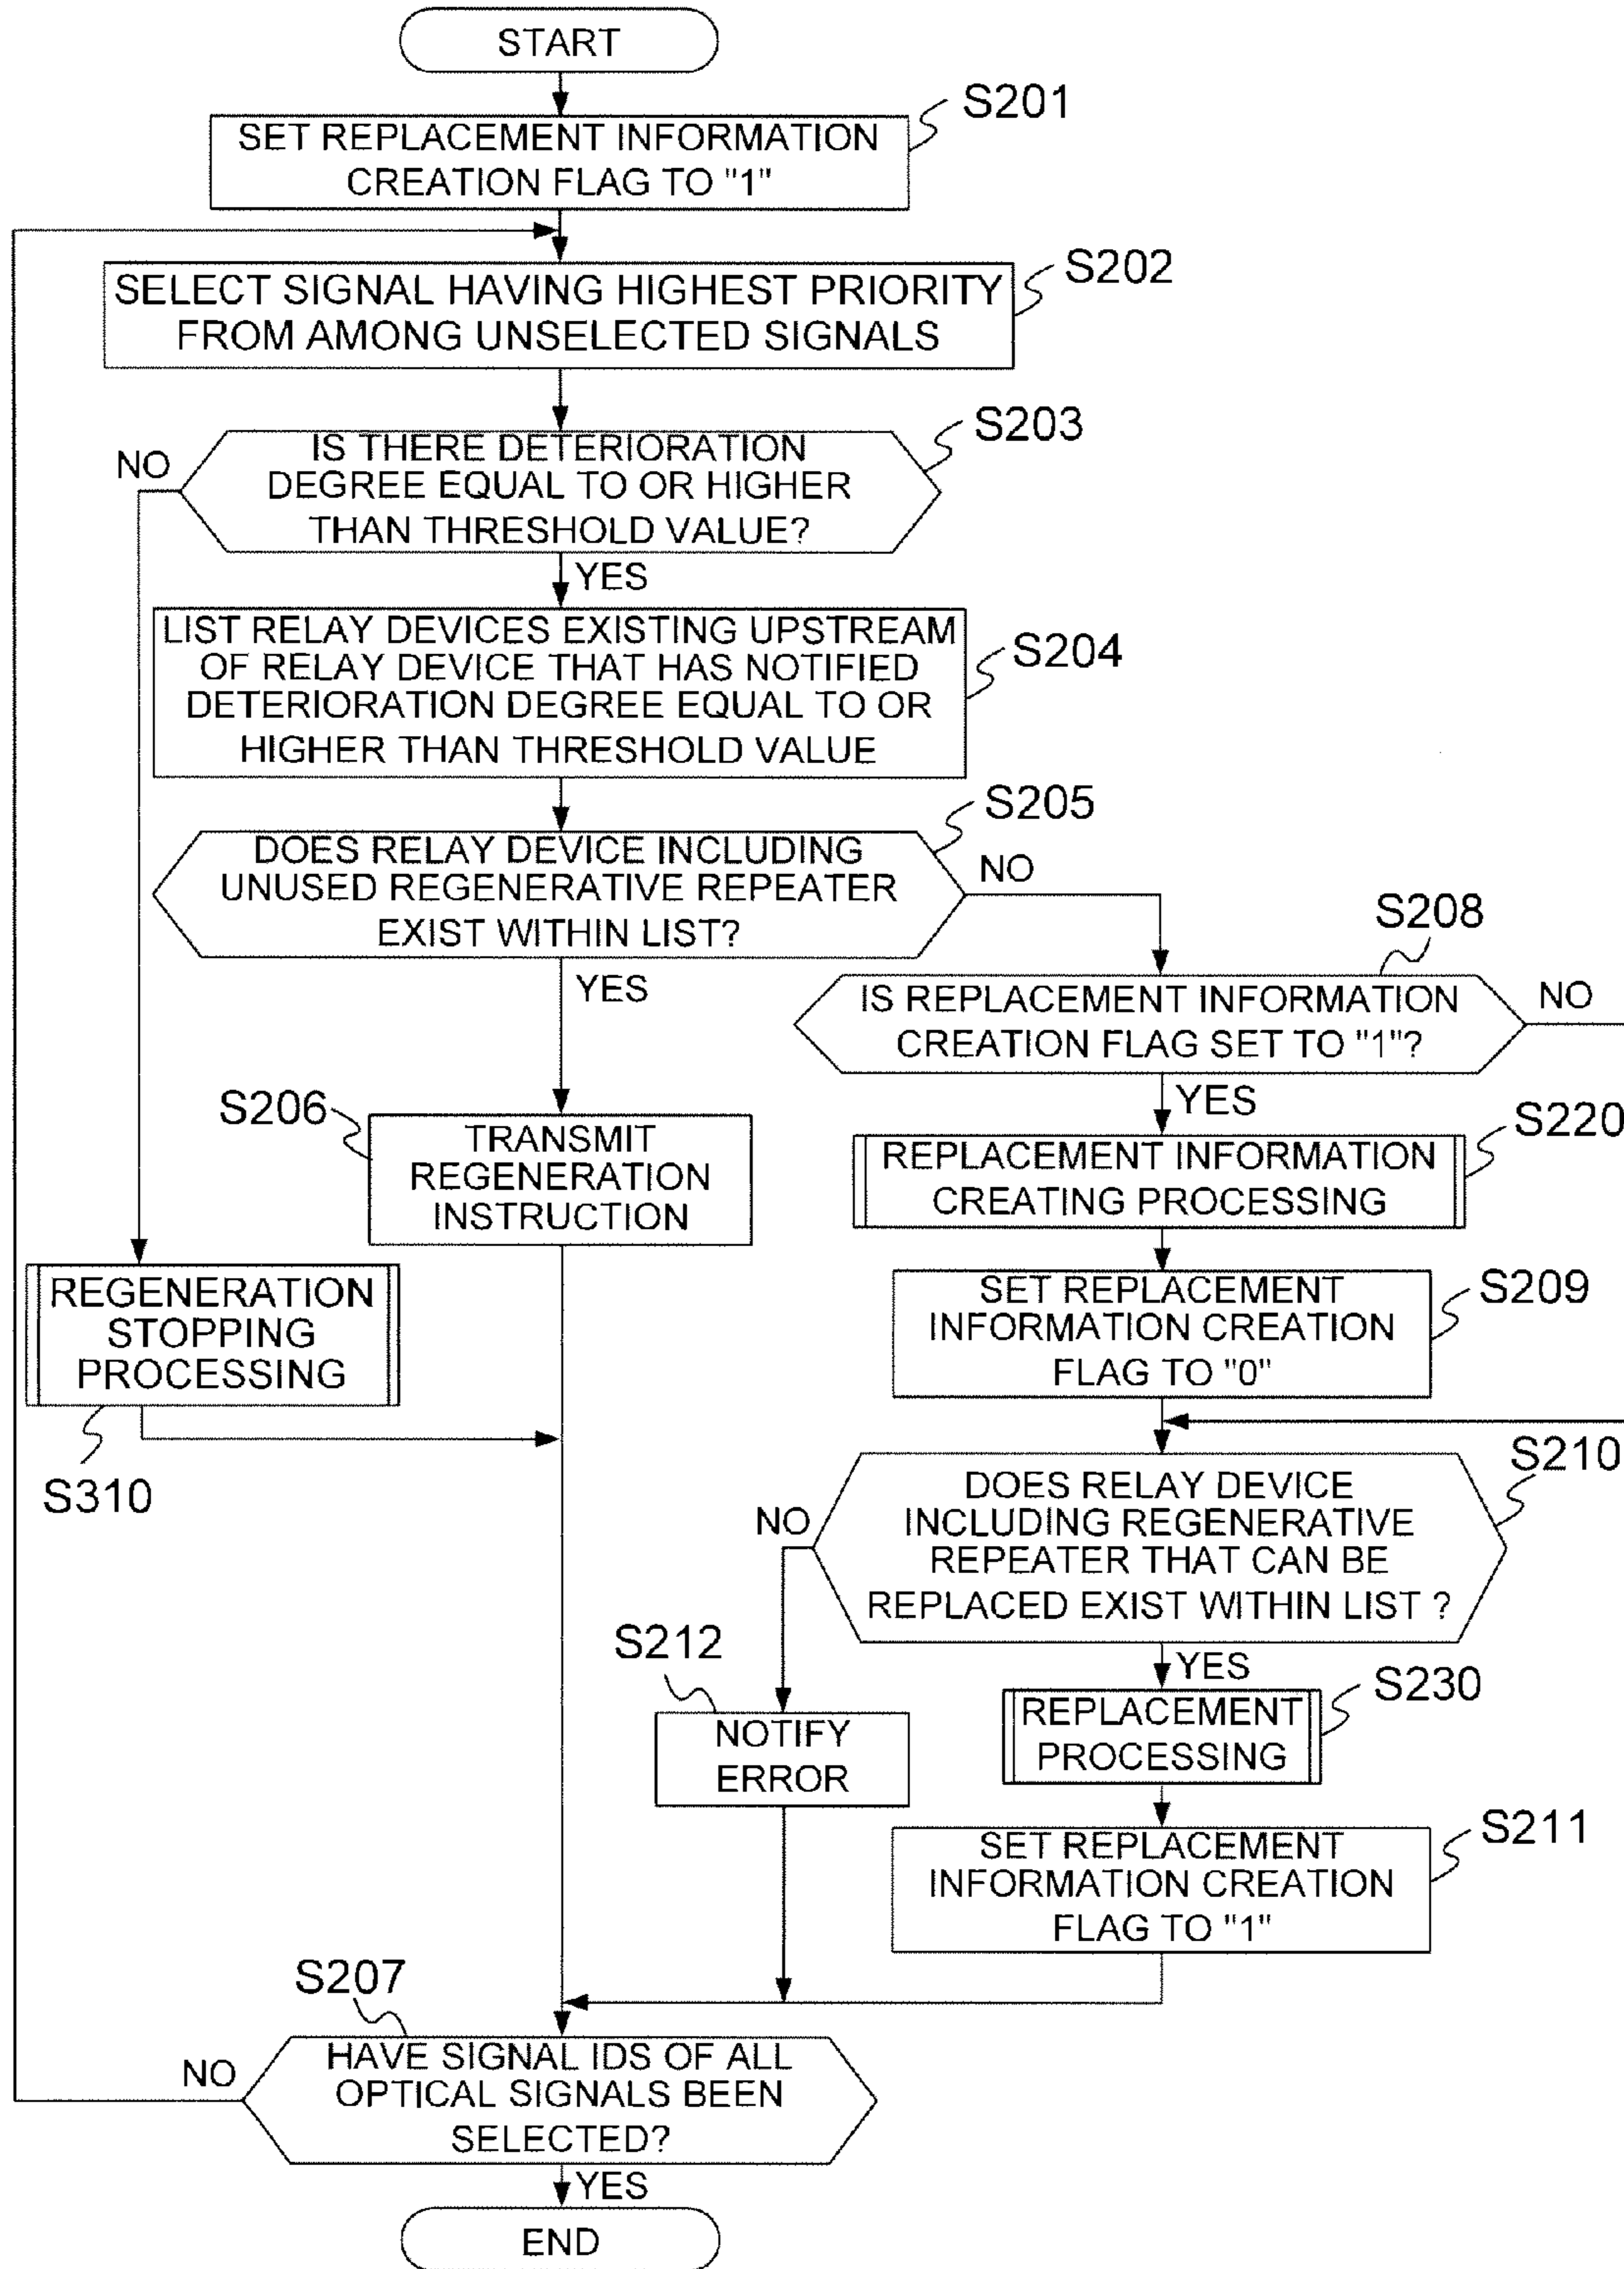 START
S201
SET REPLACEMENT INFORMATION
CREATION FLAG TO "1"
S202
SELECT SIGNAL HAVING HIGHEST PRIORITY
FROM AMONG UNSELECTED SIGNALS
S203
NO
IS THERE DETERIORATION
DEGREE EQUAL TO OR HIGHER
THAN THRESHOLD VALUE?
YES
S204
LIST RELAY DEVICES EXISTING UPSTREAM
OF RELAY DEVICE THAT HAS NOTIFIED
DETERIORATION DEGREE EQUAL TO OR
HIGHER THAN THRESHOLD VALUE
S205
DOES RELAY DEVICE INCLUDING
UNUSED REGENERATIVE REPEATER
EXIST WITHIN LIST?
NO
YES
S208
IS REPLACEMENT INFORMATION
CREATION FLAG SET TO "1"?
NO
YES
S206
TRANSMIT
REGENERATION
INSTRUCTION
S220
REPLACEMENT INFORMATION
CREATING PROCESSING
REGENERATION
STOPPING
PROCESSING
S310
S209
SET REPLACEMENT
INFORMATION CREATION
FLAG TO "0"
S210
NO
DOES RELAY DEVICE
INCLUDING REGENERATIVE
REPEATER THAT CAN BE
REPLACED EXIST WITHIN LIST ?
YES
S212
NOTIFY
ERROR
S230
REPLACEMENT
PROCESSING
S211
SET REPLACEMENT
INFORMATION CREATION
FLAG TO "1"
S207
NO
HAVE SIGNAL IDS OF ALL
OPTICAL SIGNALS BEEN
SELECTED?
YES
END